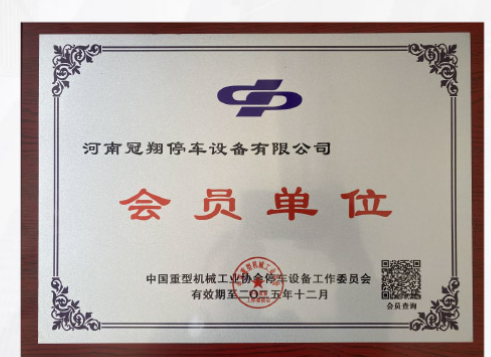 河南冠翔停车设备有限公司
会员单位
中国重型机械工业协会停车设备工作委员会
有效期至二〇二五年十二月
会员查询